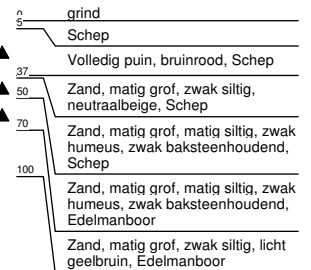 0
grind
5
Schep
Volledig puin, bruinrood, Schep
37
Zand, matig grof, zwak siltig,
neutraalbeige, Schep
50
Zand, matig grof, matig siltig, zwak
humeus, zwak baksteenhoudend,
Schep
70
Zand, matig grof, matig siltig, zwak
humeus, zwak baksteenhoudend,
Edelmanboor
100
Zand, matig grof, zwak siltig, licht
geelbruin, Edelmanboor